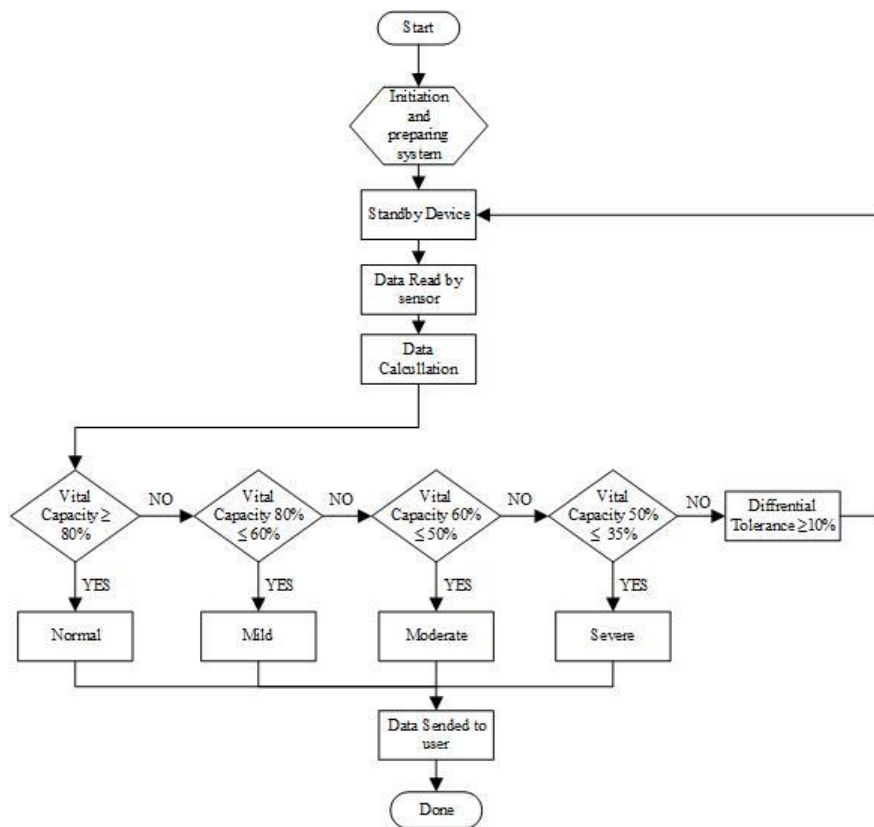 Start
Initiation
and
preparing
system
Standby Device
Data Read by
sensor
Data
Calcullation
Vital
Capacity ≥
80%
NO
Vital
Capacity 80%
≤ 60%
NO
Vital
Capacity 60%
≤ 50%
NO
Vital
Capacity 50%
≤ 35%
NO
Diffrential
Tolerance ≥10%
YES
YES
YES
YES
Normal
Mild
Moderate
Severe
Data Sended to
user
Done